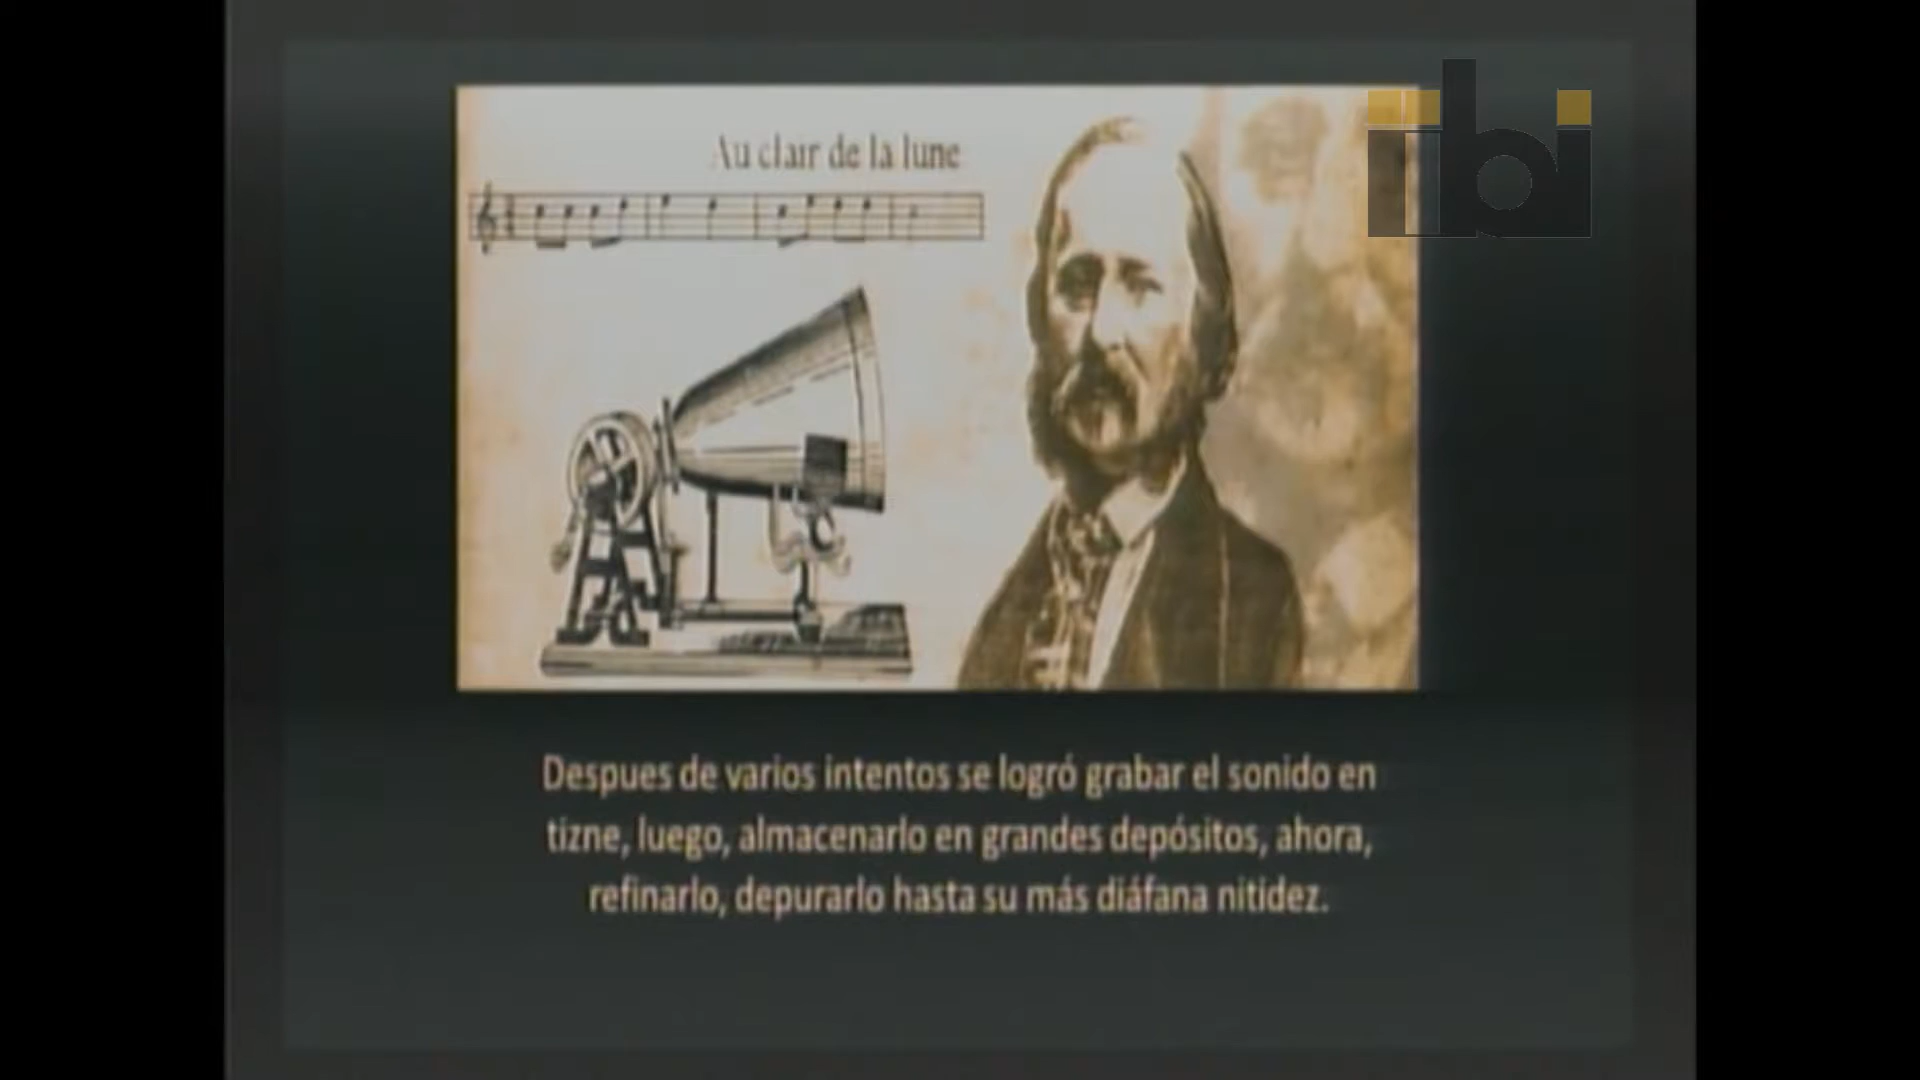 iibi
Au clair de la lune
Despues de varios intentos se logró grabar el sonido en
tizne, luego, almacenarlo en grandes depósitos, ahora,
refinarlo, depurarlo hasta su más diáfana nitidez.